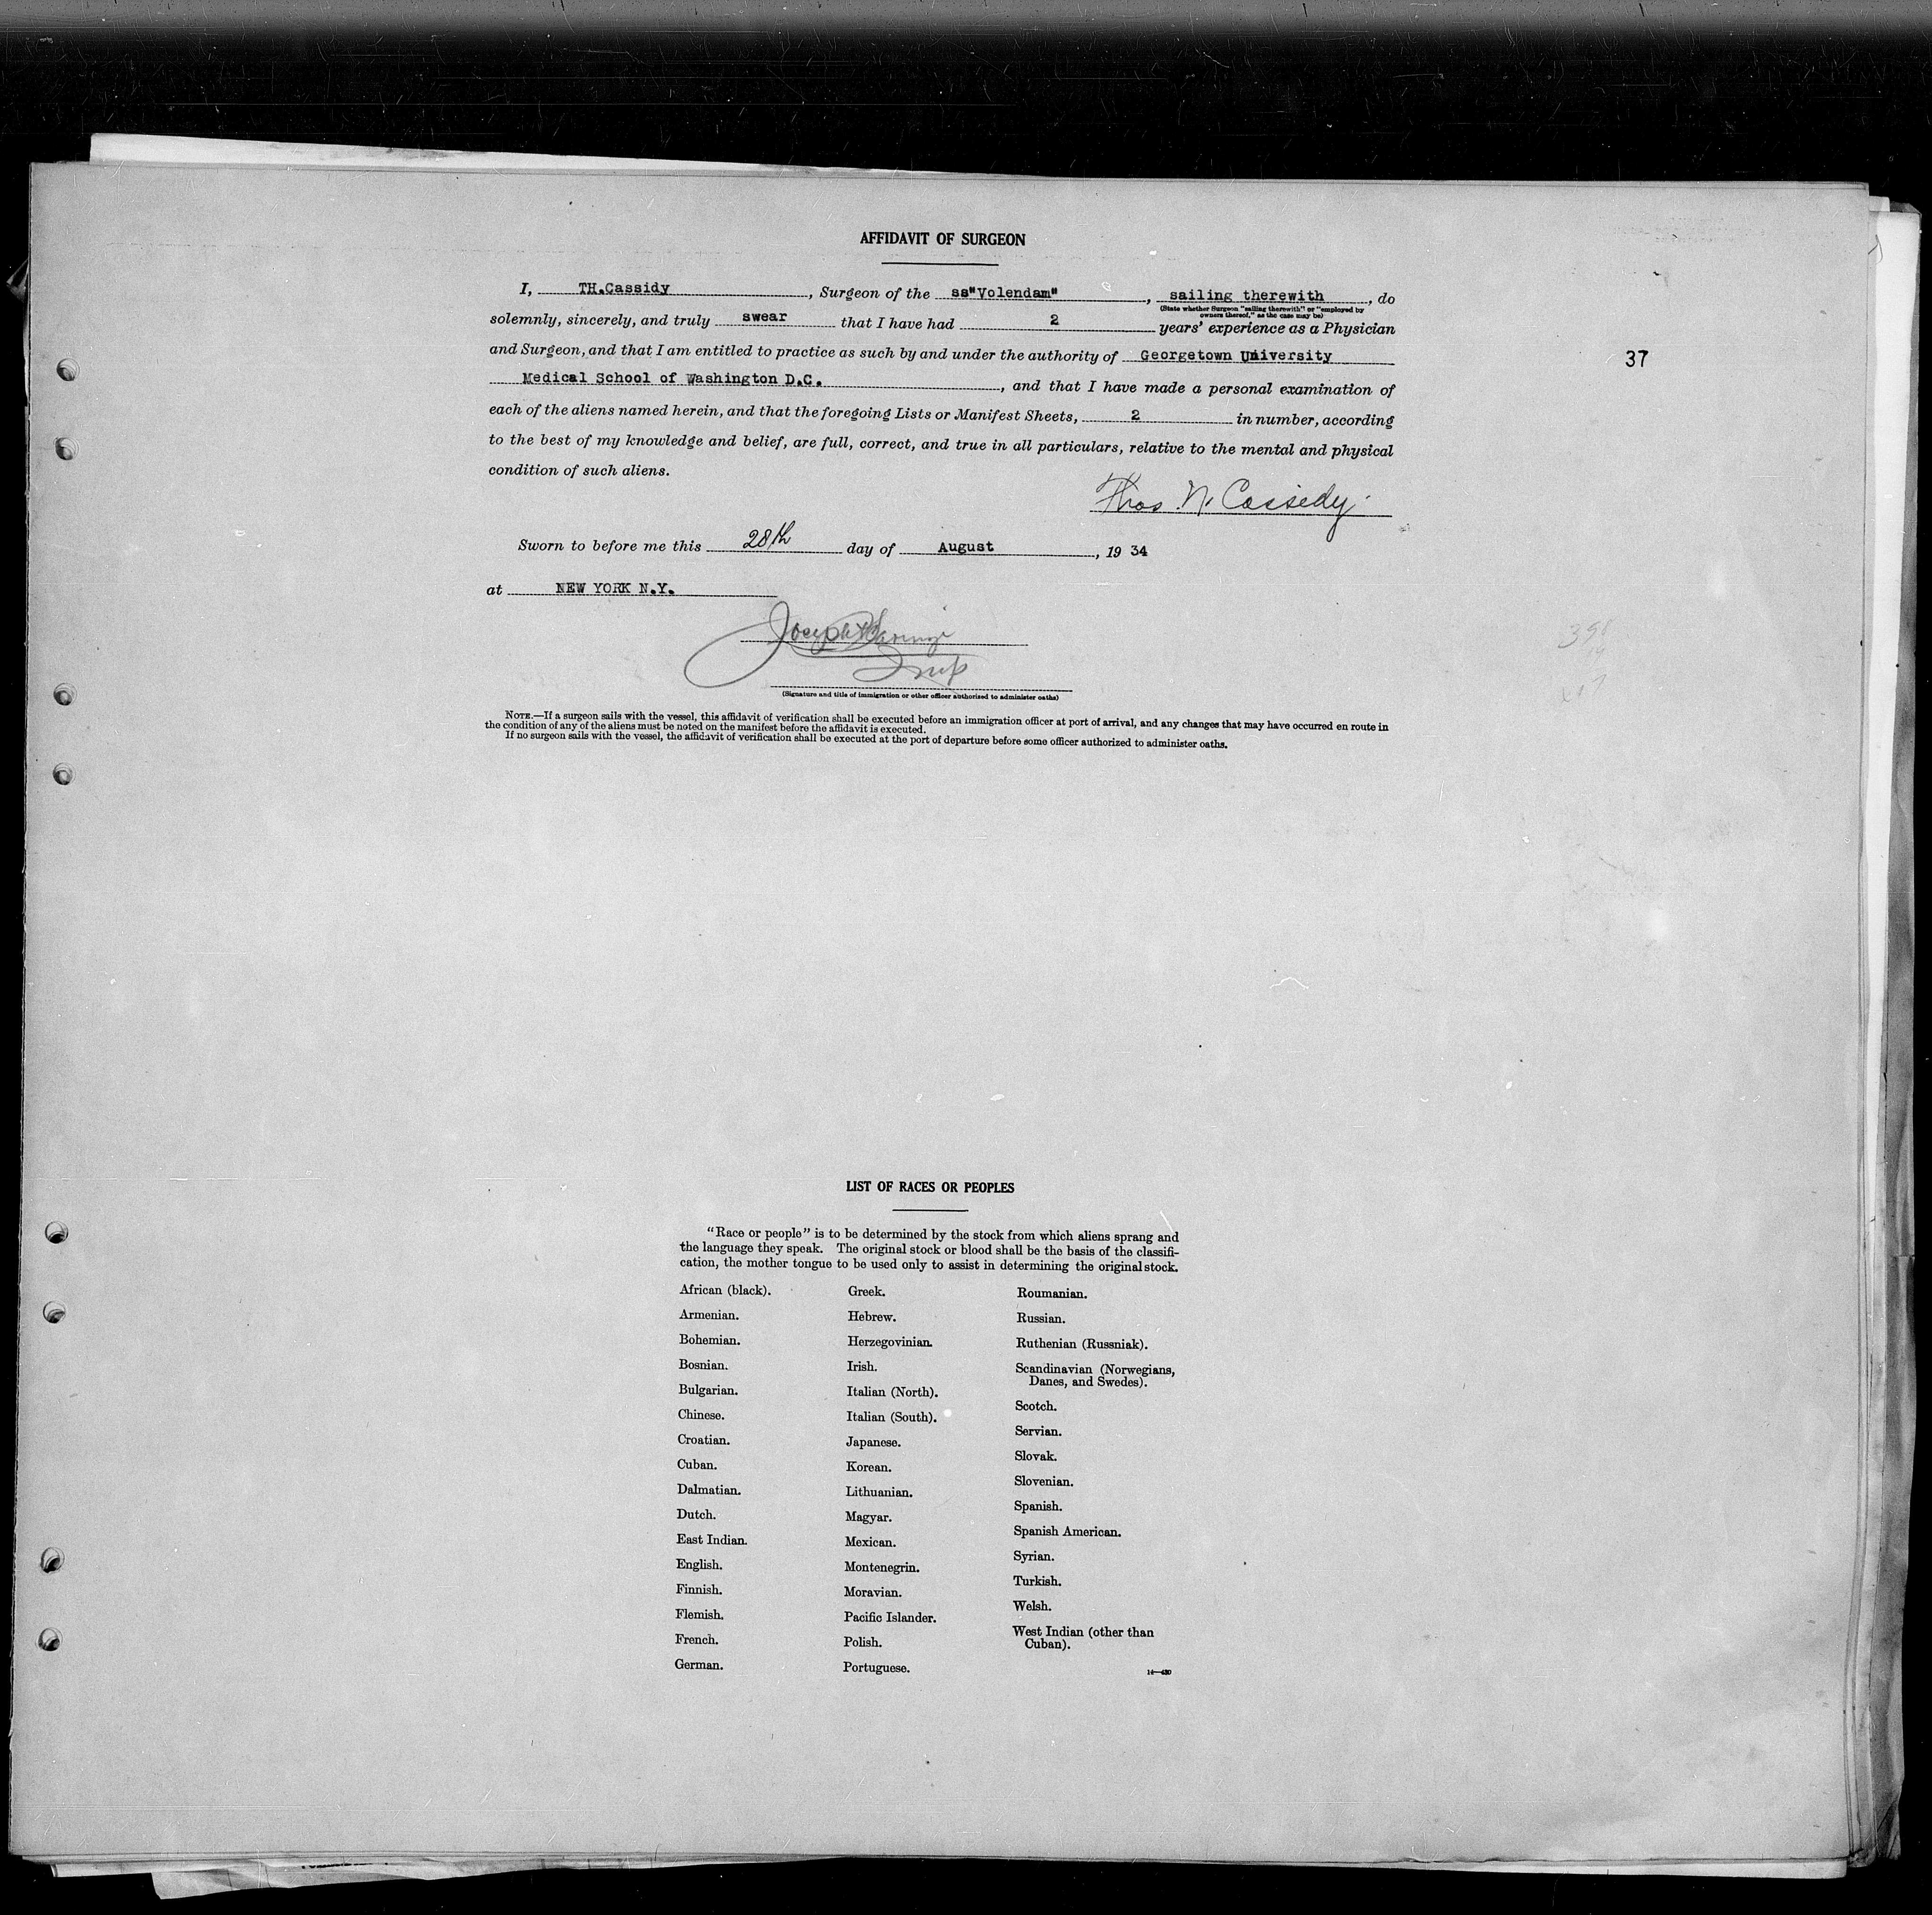 AFFIDAVIT OF SURGEON
I, TH.Cassidy, Surgeon of the ss"Volendam", sailing therewith, do
(State whether Surgeon "sailing therewith" or "employed by
owners thereof," as the case may be)
solemnly, sincerely, and truly swear that I have had 2 years' experience as a Physician
and Surgeon, and that I am entitled to practice as such by and under the authority of Georgetown University
37
Medical School of Washington D.C., and that I have made a personal examination of
each of the aliens named herein, and that the foregoing Lists or Manifest Sheets, 2 in number, according
to the best of my knowledge and belief, are full, correct, and true in all particulars, relative to the mental and physical
condition of such aliens.
Thos. N. Cassidy
Sworn to before me this 28th day of August, 19 34
at NEW YORK N.Y.
Joseph
Insp
(Signature and title of immigration or other officer authorized to administer oaths)
NOTE.—If a surgeon sails with the vessel, this affidavit of verification shall be executed before an immigration officer at port of arrival, and any changes that may have occurred en route in
the condition of any of the aliens must be noted on the manifest before the affidavit is executed.
If no surgeon sails with the vessel, the affidavit of verification shall be executed at the port of departure before some officer authorized to administer oaths.
LIST OF RACES OR PEOPLES
"Race or people" is to be determined by the stock from which aliens sprang and
the language they speak. The original stock or blood shall be the basis of the classifi-
cation, the mother tongue to be used only to assist in determining the original stock.
African (black).
Armenian.
Bohemian.
Bosnian.
Bulgarian.
Chinese.
Croatian.
Cuban.
Dalmatian.
Dutch.
East Indian.
English.
Finnish.
Flemish.
French.
German.
Greek.
Hebrew.
Herzegovinian.
Irish.
Italian (North).
Italian (South).
Japanese.
Korean.
Lithuanian.
Magyar.
Mexican.
Montenegrin.
Moravian.
Pacific Islander.
Polish.
Portuguese.
Roumanian.
Russian.
Ruthenian (Russniak).
Scandinavian (Norwegians,
Danes, and Swedes).
Scotch.
Servian.
Slovak.
Slovenian.
Spanish.
Spanish American.
Syrian.
Turkish.
Welsh.
West Indian (other than
Cuban).
14—430